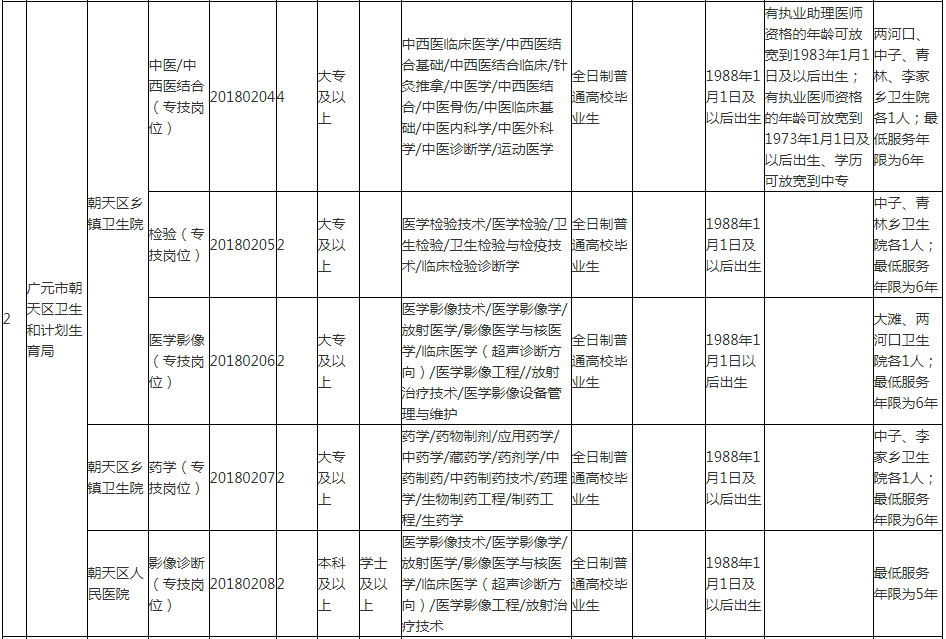 2
广元市朝
天区卫生
和计划生
育局
朝天区乡
镇卫生院
中医/中
西医结合
（专技岗
位）
20180204
4
大专
及以
上
中西医临床医学/中西医结
合基础/中西医结合临床/针
灸推拿/中医学/中西医结
合/中医骨伤/中医临床基
础/中医内科学/中医外科
学/中医诊断学/运动医学
全日制普
通高校毕
业生
1988年1
月1日及
以后出生
有执业助理医师
资格的年龄可放
宽到1983年1月1
日及以后出生；
有执业医师资格
的年龄可放宽到
1973年1月1日及
以后出生、学历
可放宽到中专
两河口、
中子、青
林、李家
乡卫生院
各1人；最
低服务年
限为6年
检验（专
技岗位）
20180205
2
大专
及以
上
医学检验技术/医学检验/卫
生检验/卫生检验与检疫技
术/临床检验诊断学
全日制普
通高校毕
业生
1988年1
月1日及
以后出生
中子、青
林乡卫生
院各1人；
最低服务
年限为6年
医学影像
（专技岗
位）
20180206
2
大专
及以
上
医学影像技术/医学影像学/
放射医学/影像医学与核医
学/临床医学（超声诊断方
向）/医学影像工程//放射
治疗技术/医学影像设备管
理与维护
全日制普
通高校毕
业生
1988年1
月1日以
后出生
大滩、两
河口卫生
院各1人；
最低服务
年限为6年
朝天区乡
镇卫生院
药学（专
技岗位）
20180207
2
大专
及以
上
药学/药物制剂/应用药学/
中药学/藏药学/药剂学/中
药制药/中药制药技术/药理
学/生物制药工程/制药工
程/生药学
全日制普
通高校毕
业生
1988年1
月1日及
以后出生
中子、李
家乡卫生
院各1人；
最低服务
年限为6年
朝天区人
民医院
影像诊断
（专技岗
位）
20180208
2
本科
及以
上
学士
及以
上
医学影像技术/医学影像学/
放射医学/影像医学与核医
学/临床医学（超声诊断方
向）/医学影像工程/放射治
疗技术
全日制普
通高校毕
业生
1988年1
月1日及
以后出生
最低服务
年限为5年